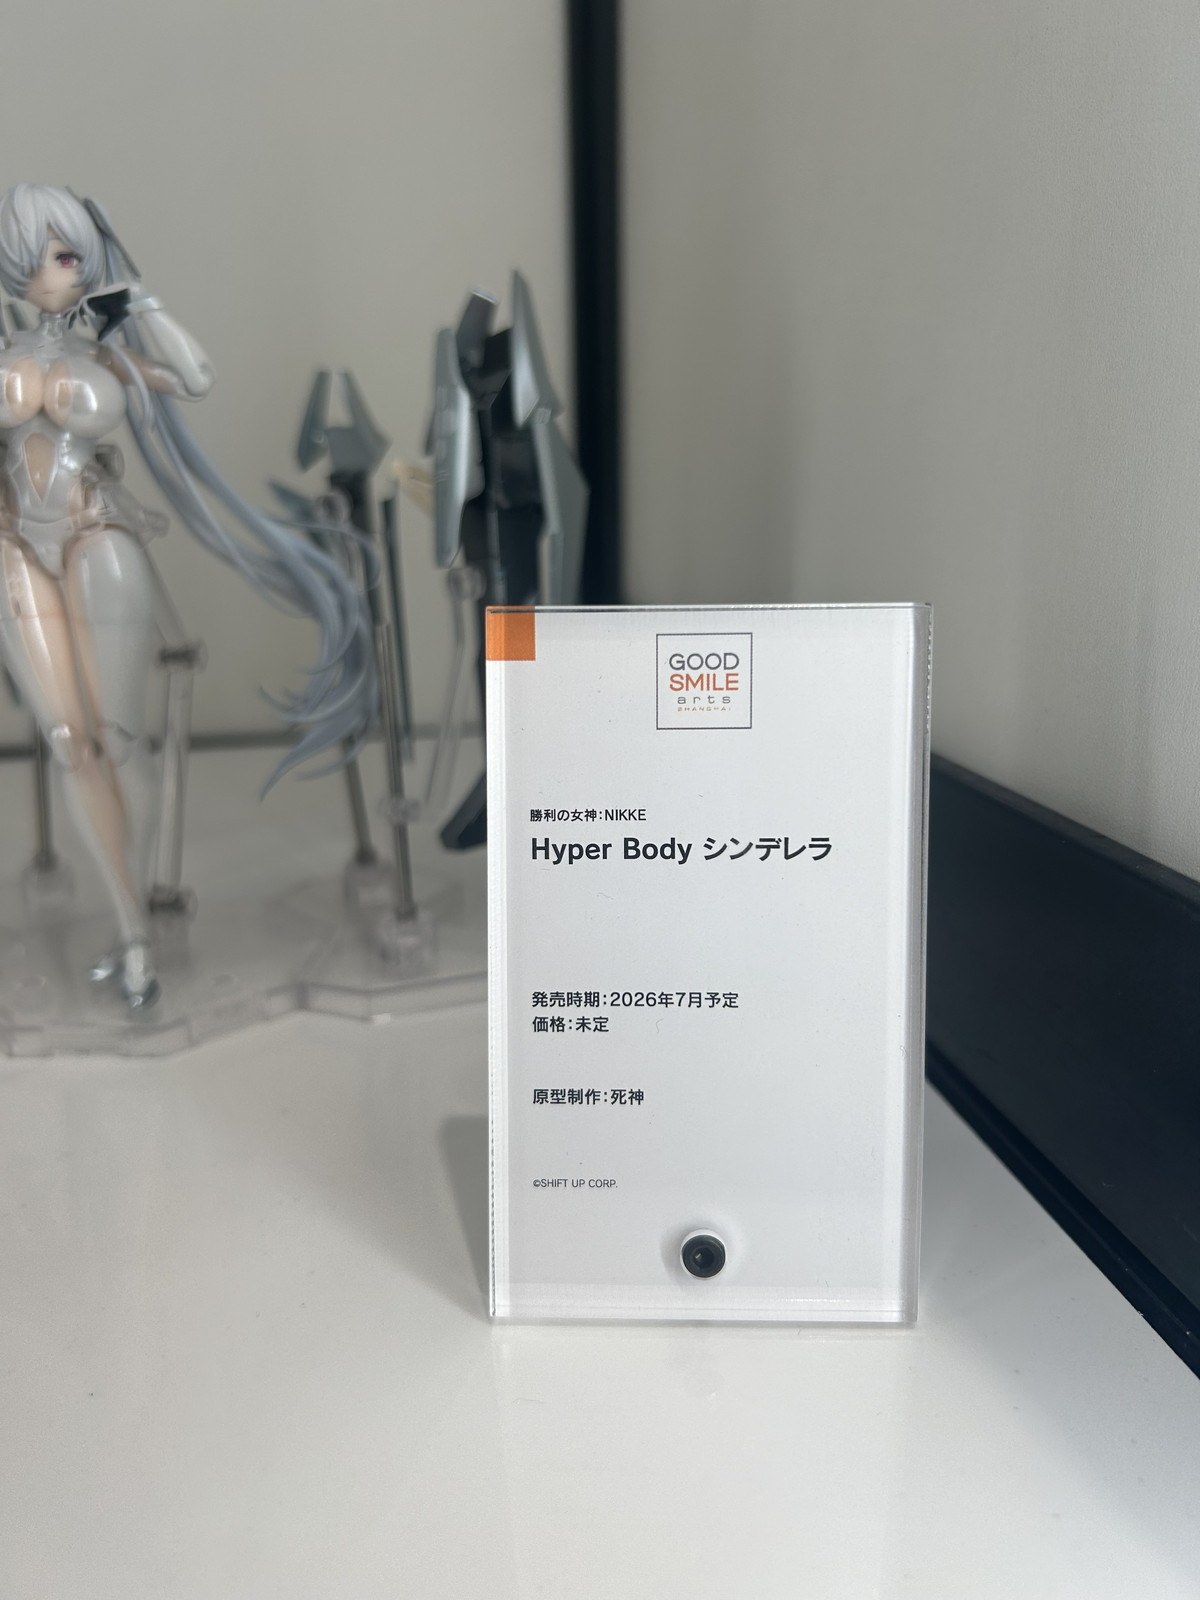 GOOD
SMILE
arts
SHANGHAI
勝利の女神：NIKKE
Hyper Body シンデレラ
発売時期：2026年7月予定
価格：未定
原型制作：死神
©SHIFT UP CORP.